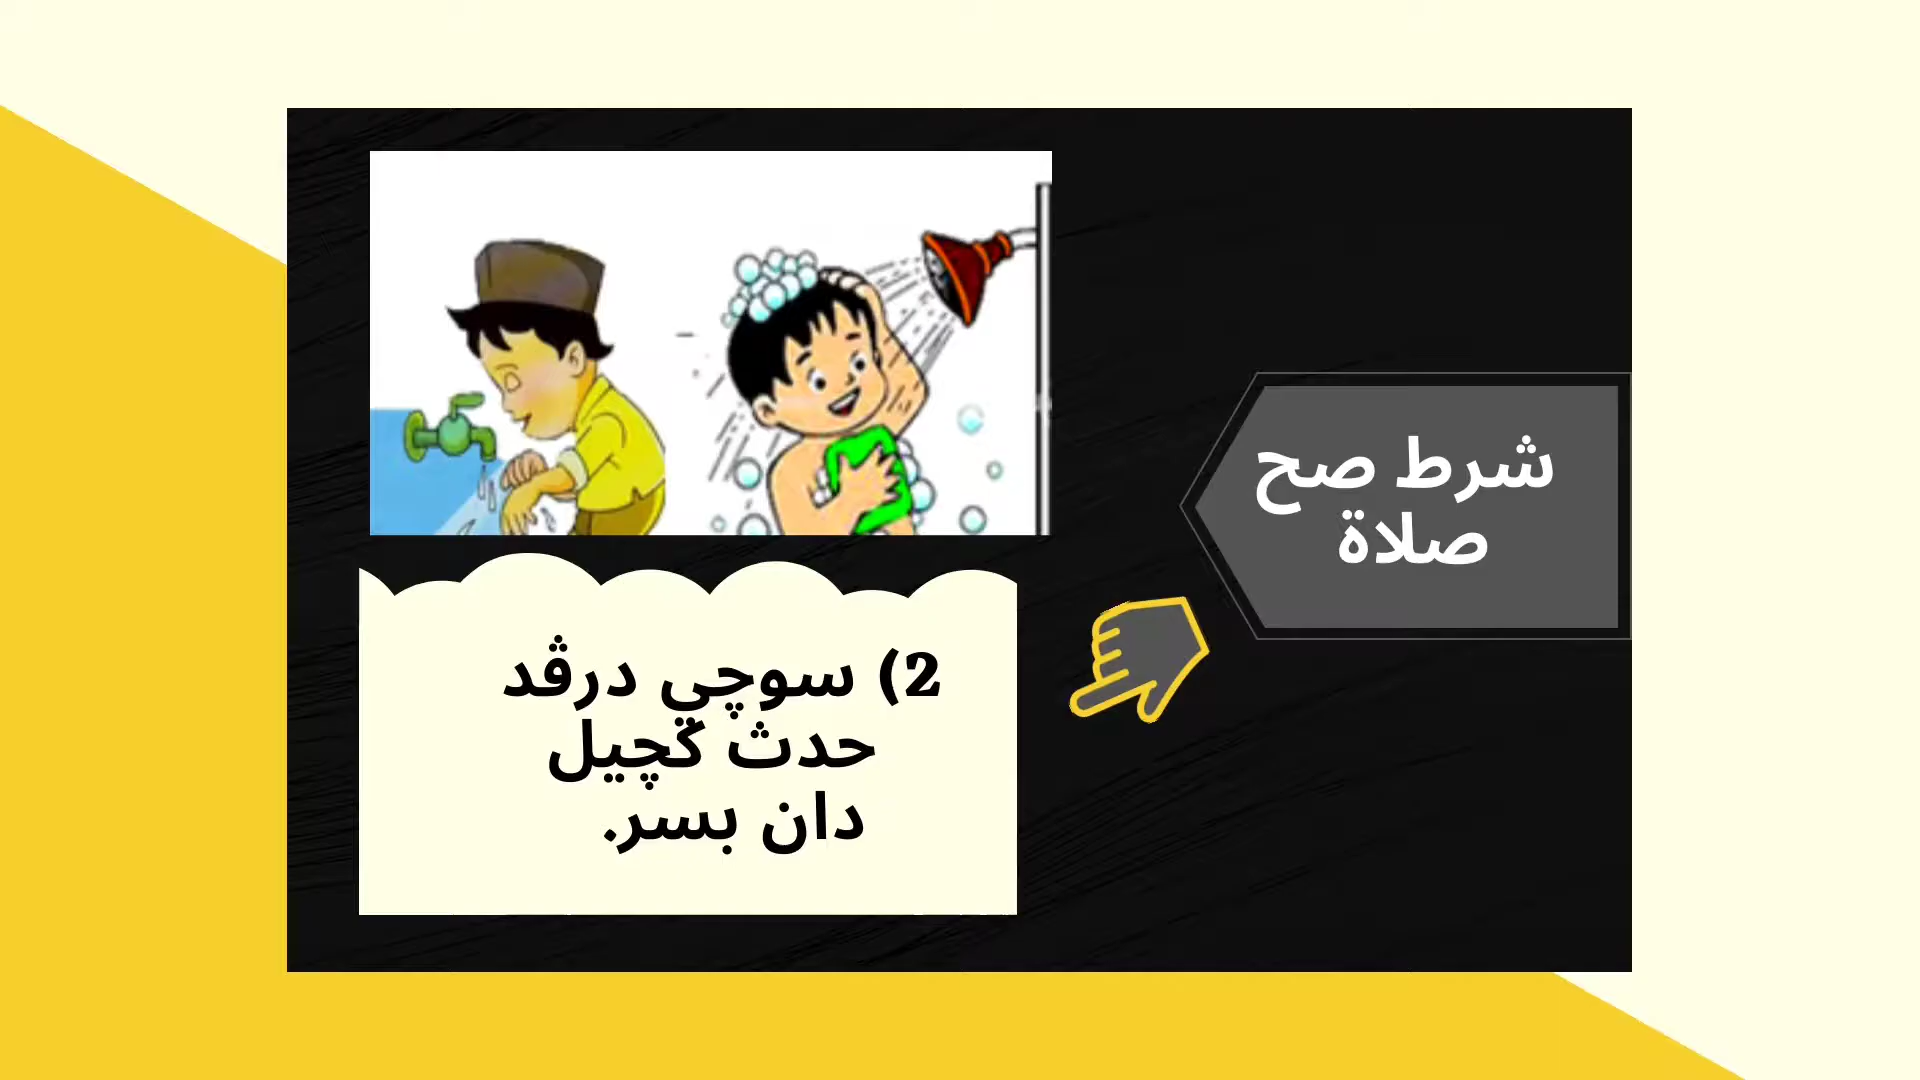 شرط صح
صلاة
2) سوچي درڤد
حدث کچيل
دان بسر.